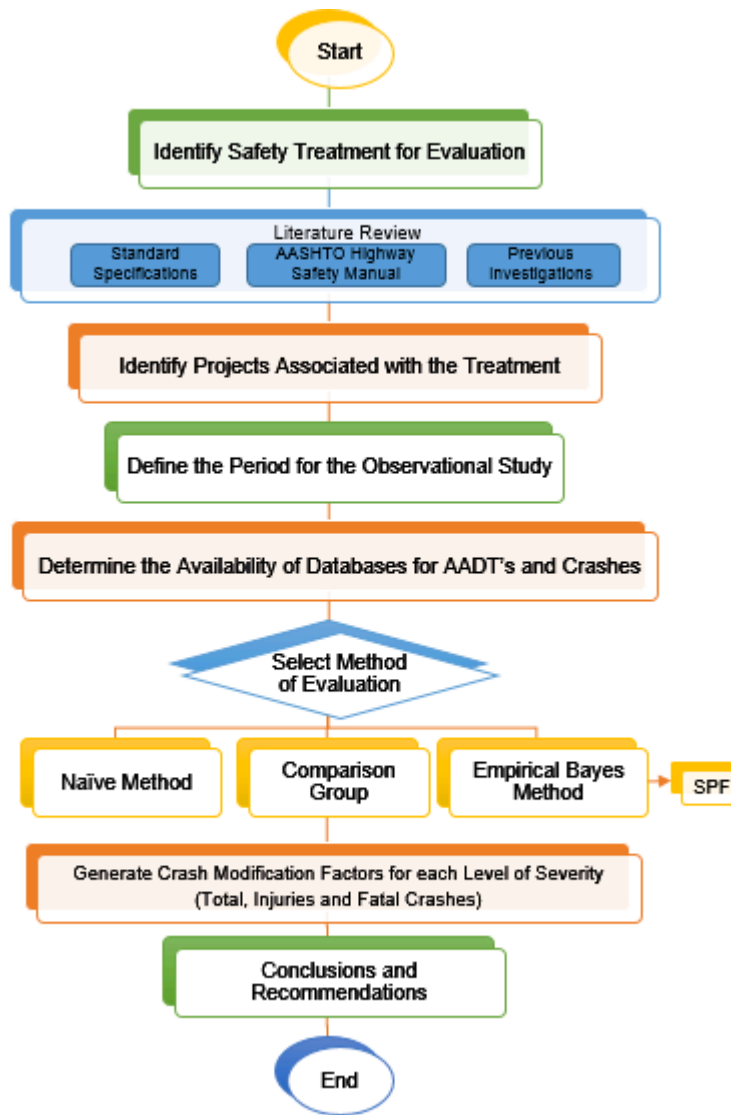 Start
Identify Safety Treatment for Evaluation
Literature Review
Standard
Specifications
AASHTO Highway
Safety Manual
Previous
Investigations
Identify Projects Associated with the Treatment
Define the Period for the Observational Study
Determine the Availability of Databases for AADT's and Crashes
Select Method
of Evaluation
Naïve Method
Comparison
Group
Empirical Bayes
Method
SPF
Generate Crash Modification Factors for each Level of Severity
(Total, Injuries and Fatal Crashes)
Conclusions and
Recommendations
End